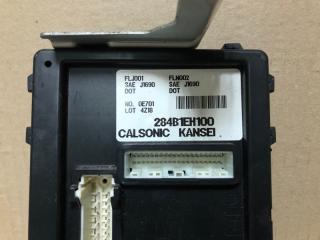 FLJ001 FLN002
SAE J1690 SAE J1690
DOT DOT
NO. 0E701
LOT 4Z18
284B1EH100
CALSONIC KANSEI